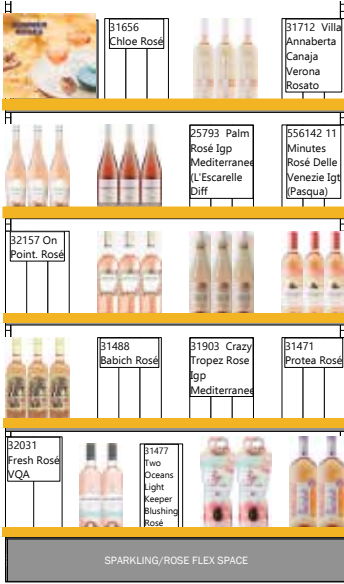 SUMMER
ROSÉS
31656
Chloe Rosé
31712 Villa
Annaberta
Canaja
Verona
Rosato
25793 Palm
Rosé Igp
Mediterranee
(L'Escarelle
Diff
556142 11
Minutes
Rosé Delle
Venezie Igt
(Pasqua)
32157 On
Point. Rosé
31488
Babich Rosé
31903 Crazy
Tropez Rose
Igp
Mediterranee
31471
Protea Rosé
32031
Fresh Rosé
VQA
31477
Two
Oceans
Light
Keeper
Blushing
Rosé
SPARKLING/ROSE FLEX SPACE